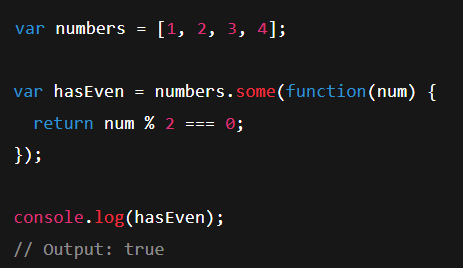 var numbers = [1, 2, 3, 4];
var hasEven = numbers.some(function(num) {
  return num % 2 === 0;
});
console.log(hasEven);
// Output: true